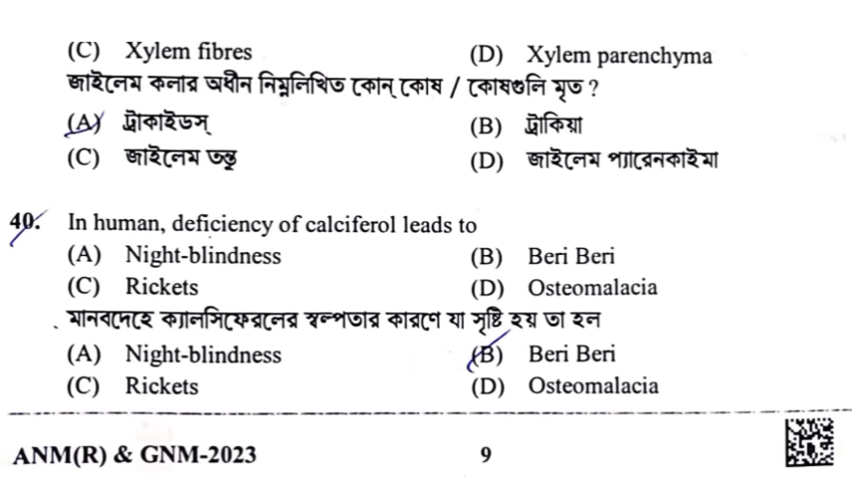 (C) Xylem fibres (D) Xylem parenchyma
জাইলেম কলার অধীন নিম্নলিখিত কোন্ কোষ / কোষগুলি মৃত ?
(A) ট্রাকাইডস্ (B) ট্রাকিয়া
(C) জাইলেম তন্তু (D) জাইলেম প্যারেনকাইমা
40. In human, deficiency of calciferol leads to
(A) Night-blindness (B) Beri Beri
(C) Rickets (D) Osteomalacia
মানবদেহে ক্যালসিফেরলের স্বল্পতার কারণে যা সৃষ্টি হয় তা হল
(A) Night-blindness (B) Beri Beri
(C) Rickets (D) Osteomalacia
ANM(R) & GNM-2023 9